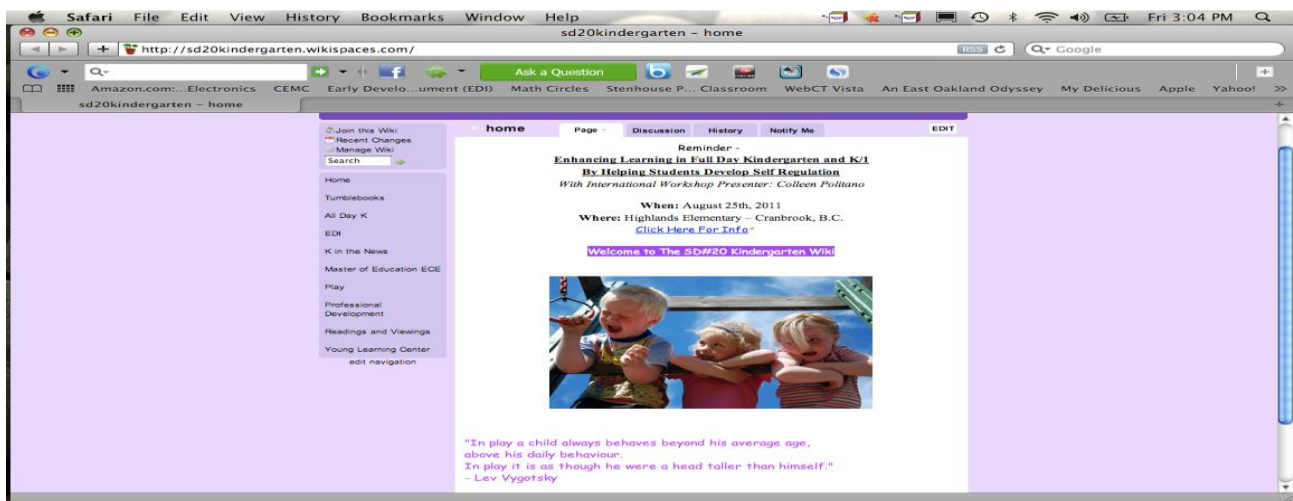 Safari File Edit View History Bookmarks Window Help Fri 3:04 PM
sd20kindergarten – home
http://sd20kindergarten.wikispaces.com/ RSS Google
Ask a Question
Amazon.com:...Electronics CEMC Early Develo...ument (EDI) Math Circles Stenhouse P... Classroom WebCT Vista An East Oakland Odyssey My Delicious Apple Yahoo!
sd20kindergarten – home
Join this Wiki
Recent Changes
Manage Wiki
Search
Home
Tumblebooks
All Day K
EDI
K in the News
Master of Education ECE
Play
Professional
Development
Readings and Viewings
Young Learning Center
edit navigation
home Page Discussion History Notify Me EDIT
Reminder -
Enhancing Learning in Full Day Kindergarten and K/1
By Helping Students Develop Self Regulation
With International Workshop Presenter: Colleen Politano
When: August 25th, 2011
Where: Highlands Elementary – Cranbrook, B.C.
Click Here For Info"
Welcome to The SD#20 Kindergarten Wiki
"In play a child always behaves beyond his average age,
above his daily behaviour.
In play it is as though he were a head taller than himself."
- Lev Vygotsky